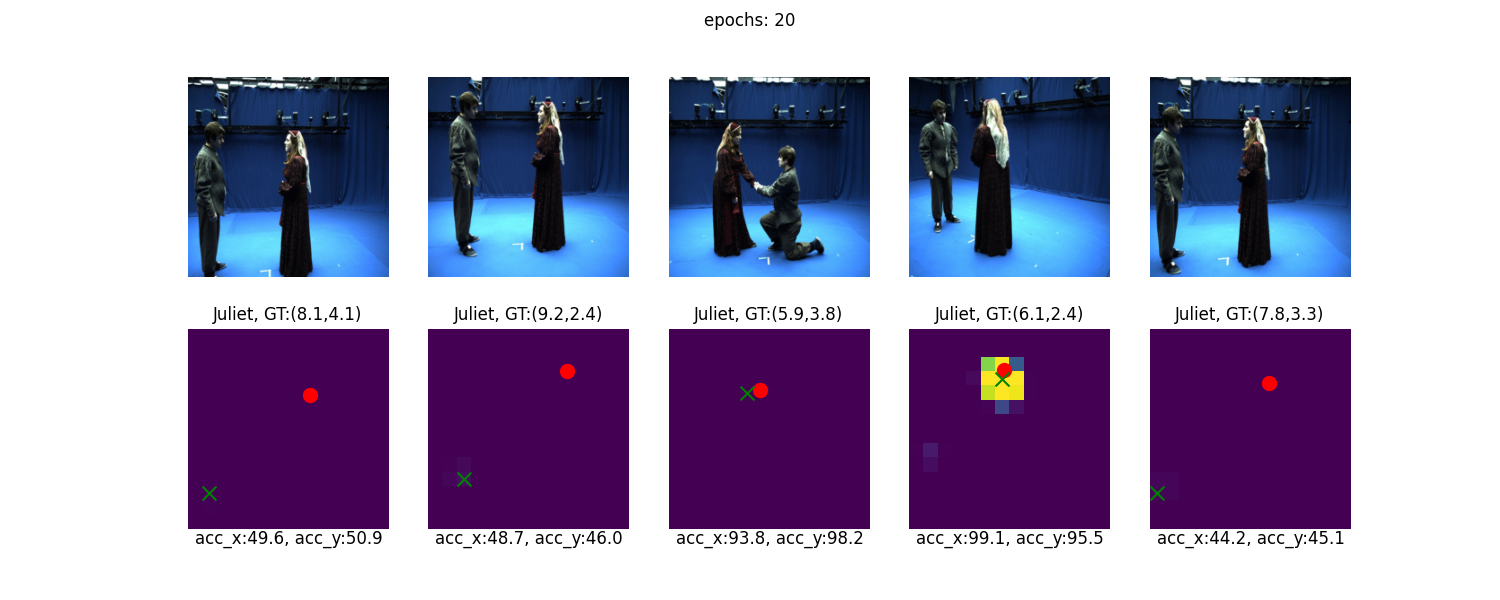 epochs: 20
Juliet, GT:(8.1,4.1)
Juliet, GT:(9.2,2.4)
Juliet, GT:(5.9,3.8)
Juliet, GT:(6.1,2.4)
Juliet, GT:(7.8,3.3)
acc_x:49.6, acc_y:50.9
acc_x:48.7, acc_y:46.0
acc_x:93.8, acc_y:98.2
acc_x:99.1, acc_y:95.5
acc_x:44.2, acc_y:45.1